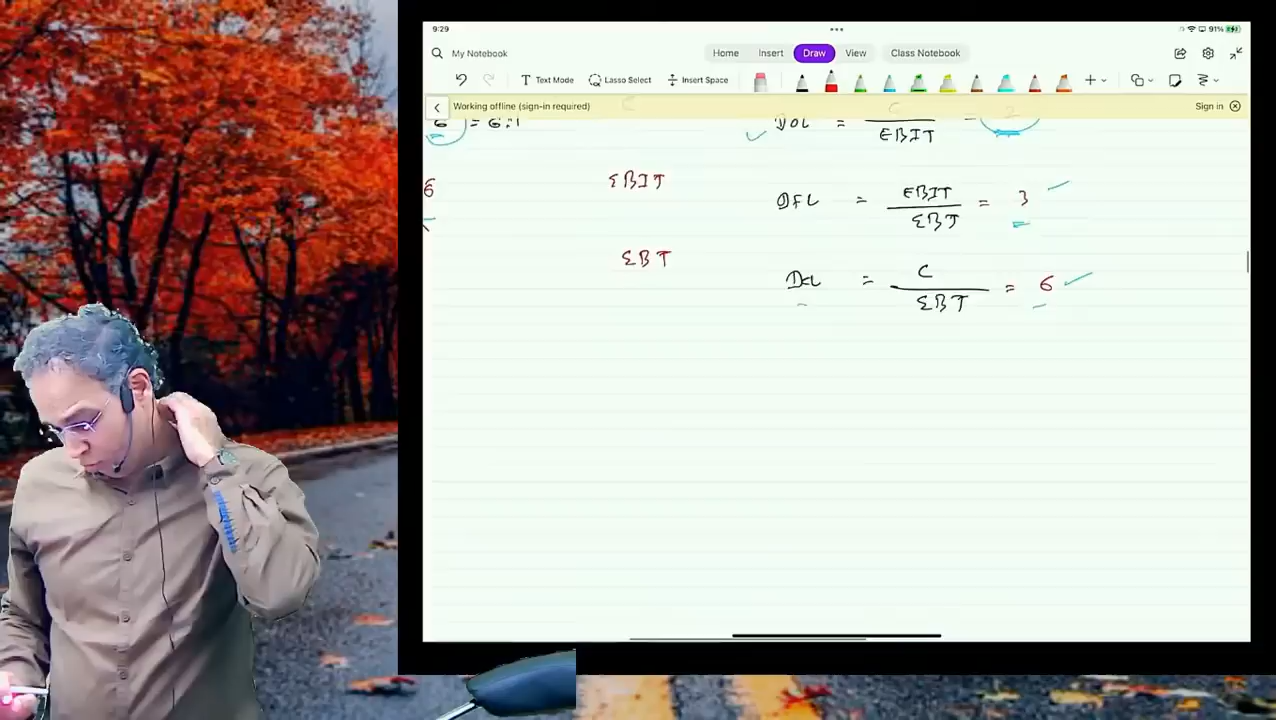 9:29
91%
My Notebook
Home Insert Draw View Class Notebook
Text Mode Lasso Select Insert Space
Working offline (sign-in required) Sign in
DOL = C / EBIT = 2
6
EBIT
DFL = EBIT / EBT = 3
EBT
DCL = C / EBT = 6